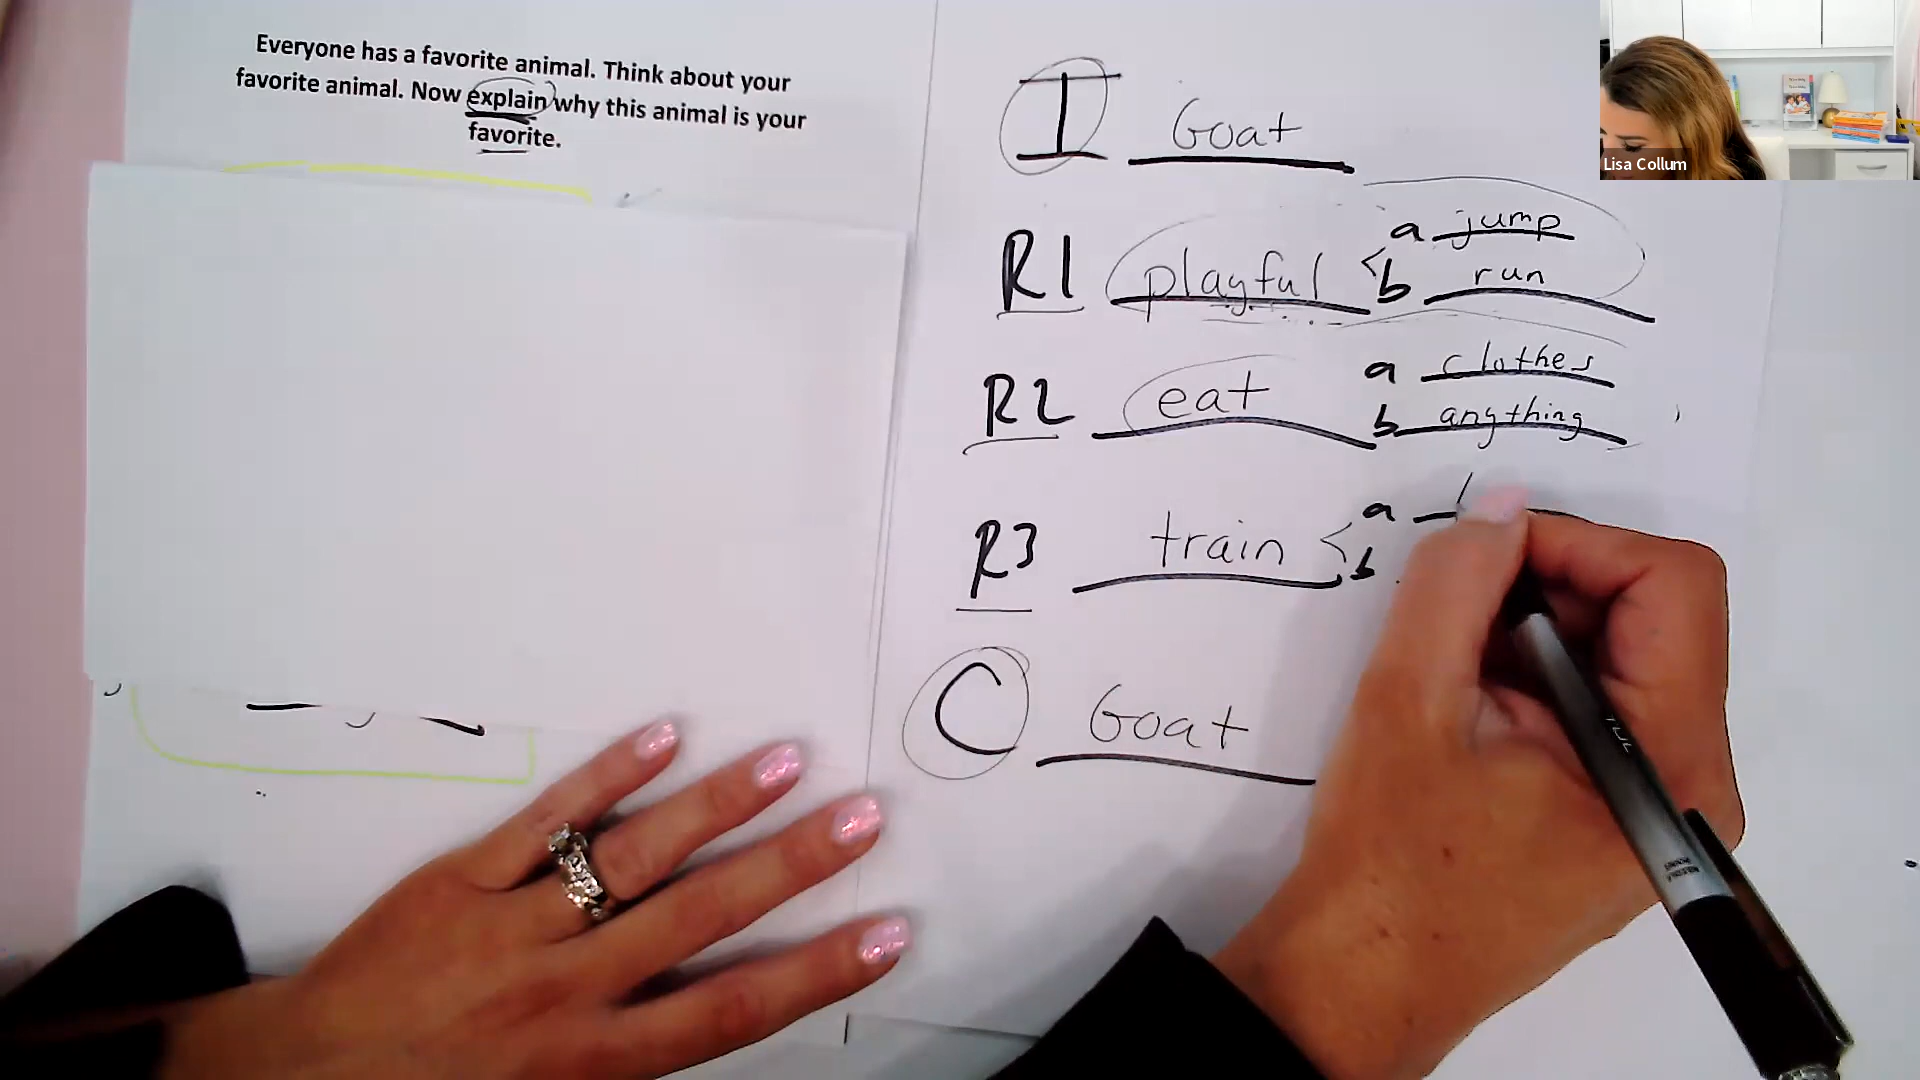 Everyone has a favorite animal. Think about your
favorite animal. Now explain why this animal is your
favorite.
I Goat
R1 playful < a jump
b run
R2 eat a clothes
b anything
R3 train < a
b
C Goat
Lisa Collum
TUL